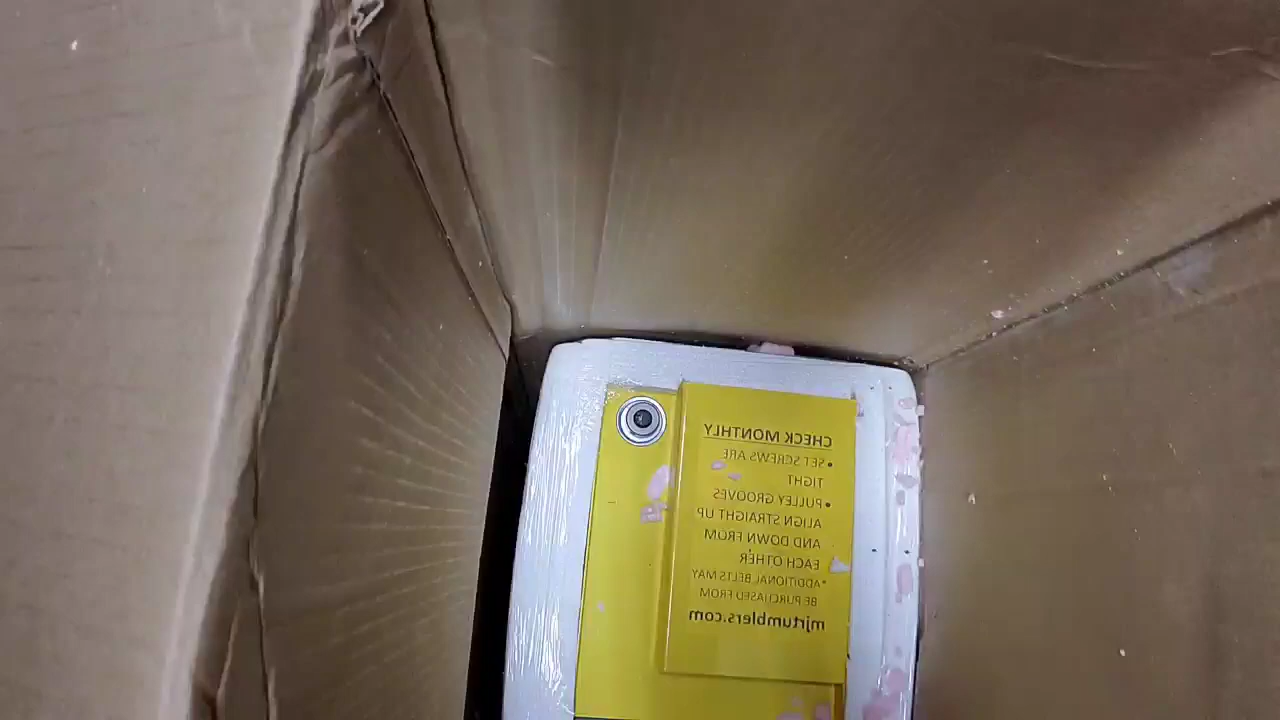 CHECK MONTHLY
•SET SCREWS ARE
TIGHT
•PULLEY GROOVES
ALIGN STRAIGHT UP
AND DOWN FROM
EACH OTHER
*ADDITIONAL BELTS MAY
BE PURCHASED FROM
mjrtumblers.com